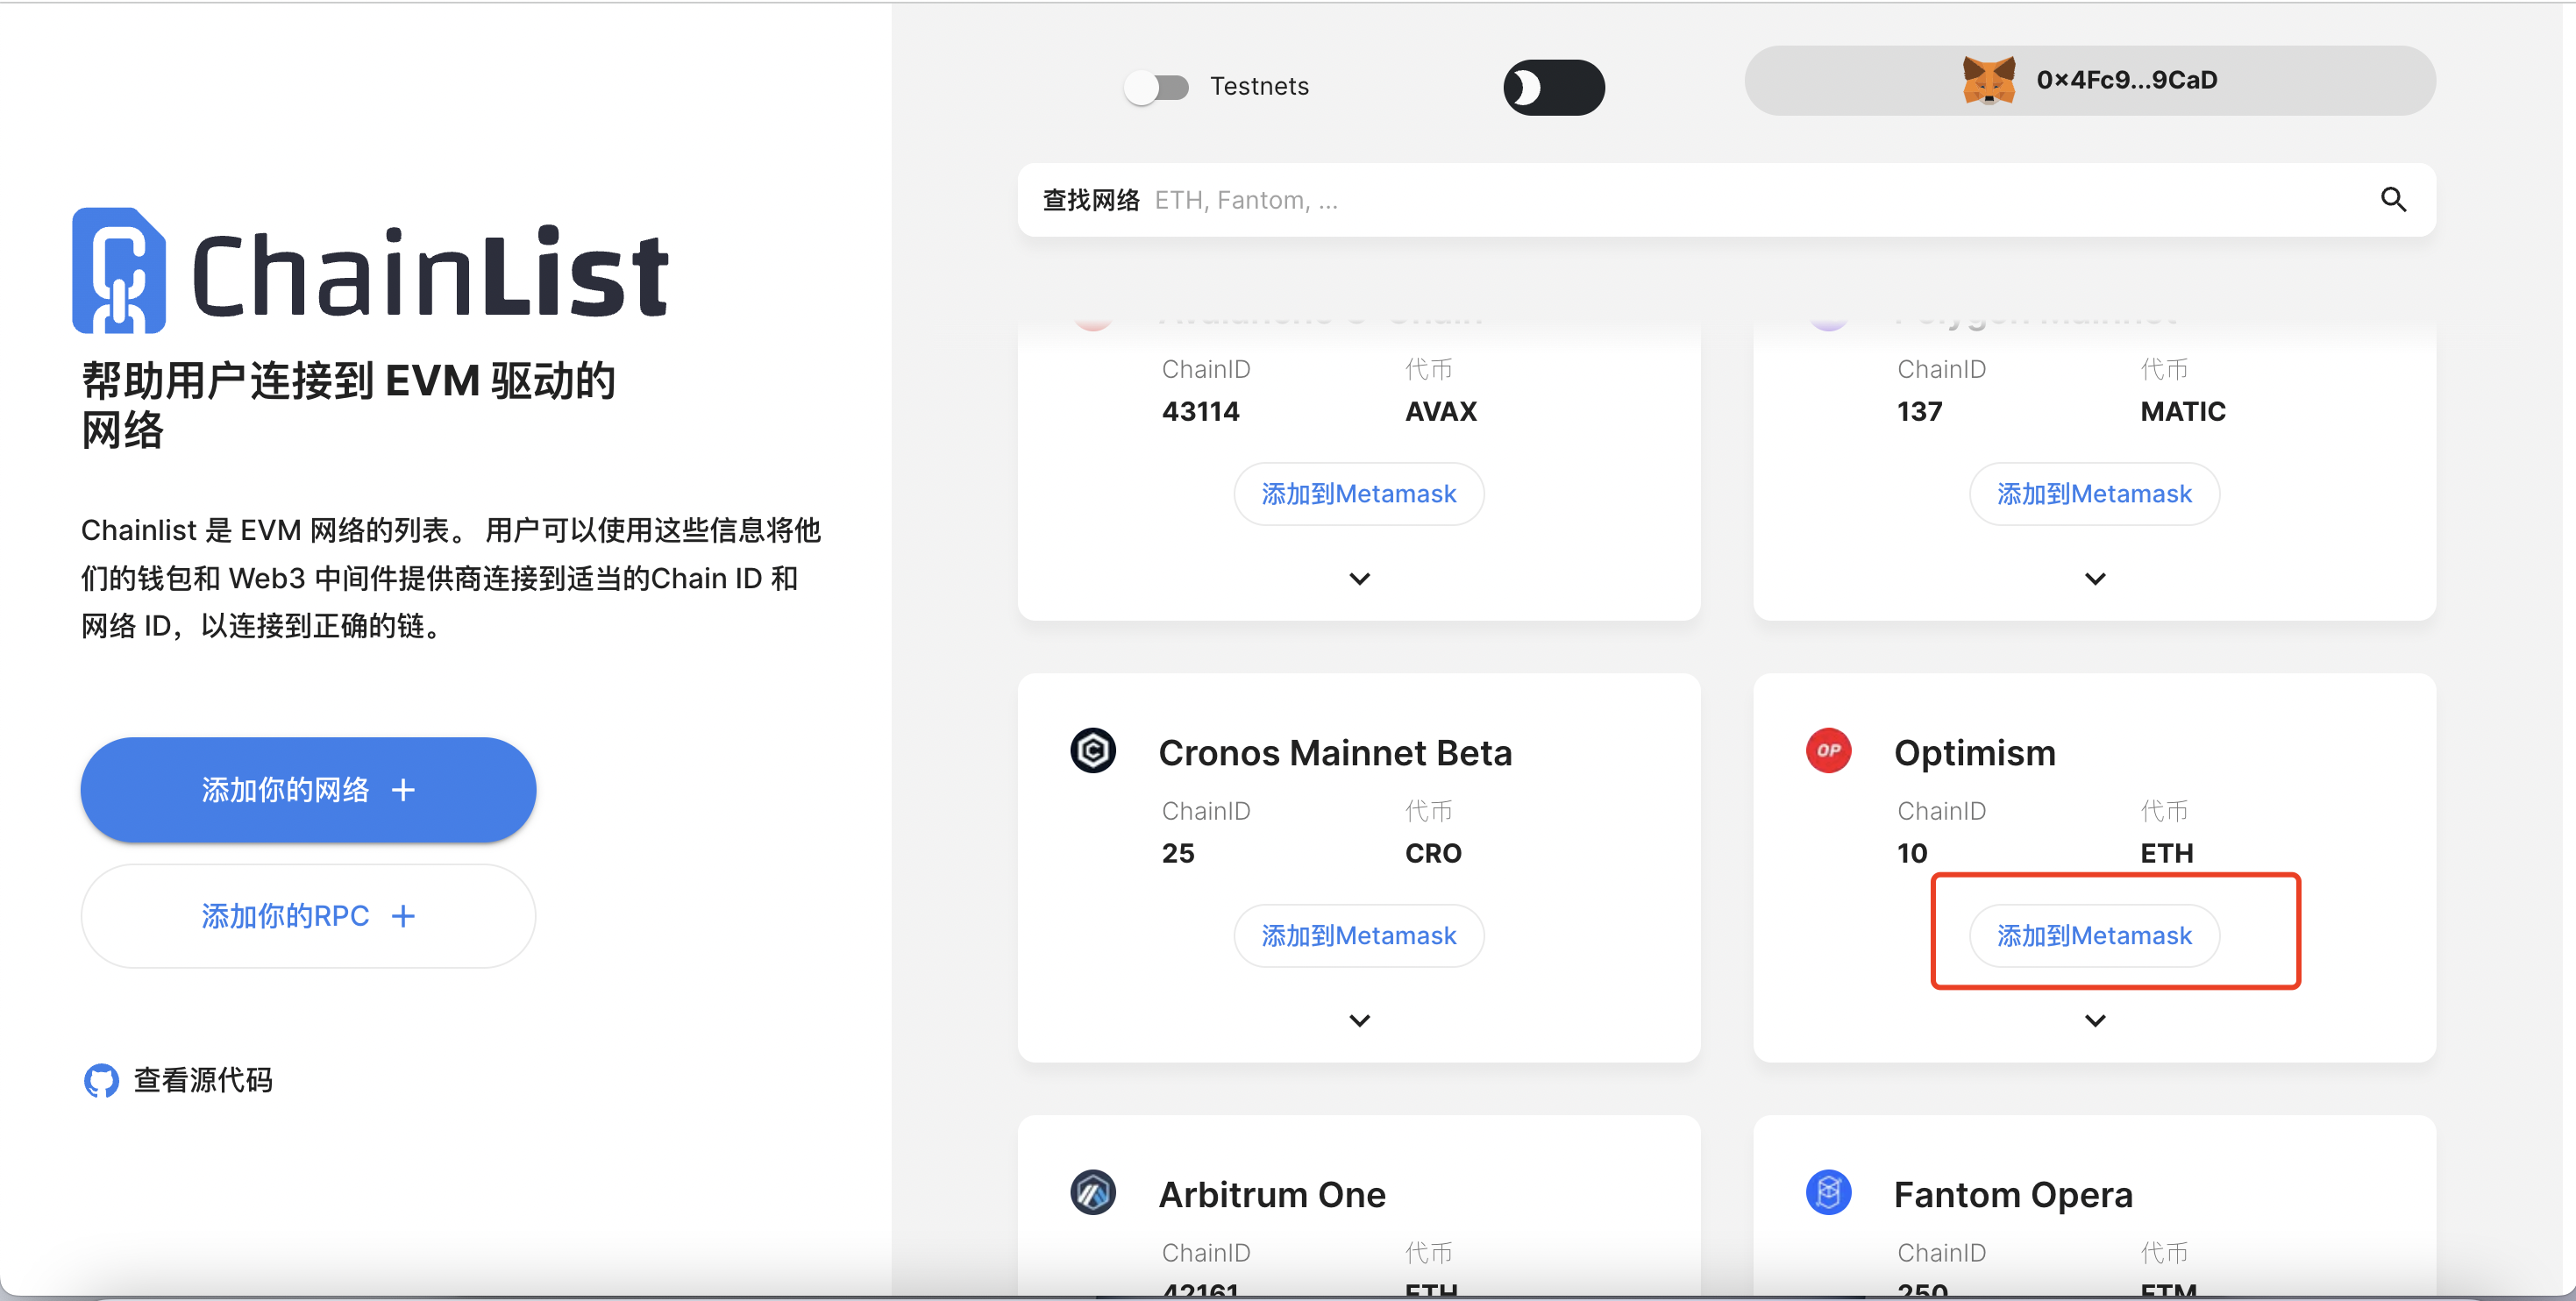 ChainList
帮助用户连接到 EVM 驱动的
网络
Chainlist 是 EVM 网络的列表。 用户可以使用这些信息将他
们的钱包和 Web3 中间件提供商连接到适当的Chain ID 和
网络 ID，以连接到正确的链。
添加你的网络 +
添加你的RPC +
查看源代码
Testnets
0x4Fc9...9CaD
查找网络 ETH, Fantom, ...
Avalanche C-Chain
ChainID 代币
43114 AVAX
添加到Metamask
Polygon Mainnet
ChainID 代币
137 MATIC
添加到Metamask
Cronos Mainnet Beta
ChainID 代币
25 CRO
添加到Metamask
OP
Optimism
ChainID 代币
10 ETH
添加到Metamask
Arbitrum One
ChainID 代币
42161 ETH
Fantom Opera
ChainID 代币
250 FTM